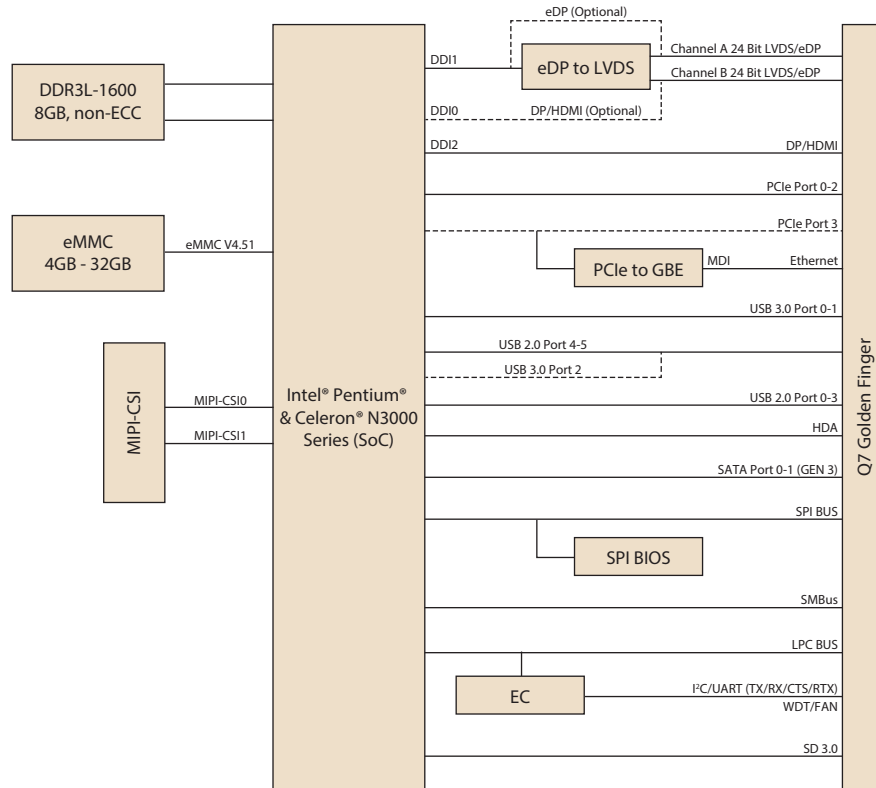 eDP (Optional)
DDI1
eDP to LVDS
Channel A 24 Bit LVDS/eDP
Channel B 24 Bit LVDS/eDP
DDR3L-1600
8GB, non-ECC
DDI0
DP/HDMI (Optional)
DDI2
DP/HDMI
PCIe Port 0-2
PCIe Port 3
eMMC
4GB - 32GB
eMMC V4.51
PCIe to GBE
MDI
Ethernet
USB 3.0 Port 0-1
USB 2.0 Port 4-5
USB 3.0 Port 2
MIPI-CSI
MIPI-CSI0
MIPI-CSI1
Intel® Pentium®
& Celeron® N3000
Series (SoC)
USB 2.0 Port 0-3
HDA
Q7 Golden Finger
SATA Port 0-1 (GEN 3)
SPI BUS
SPI BIOS
SMBus
LPC BUS
EC
I²C/UART (TX/RX/CTS/RTX)
WDT/FAN
SD 3.0